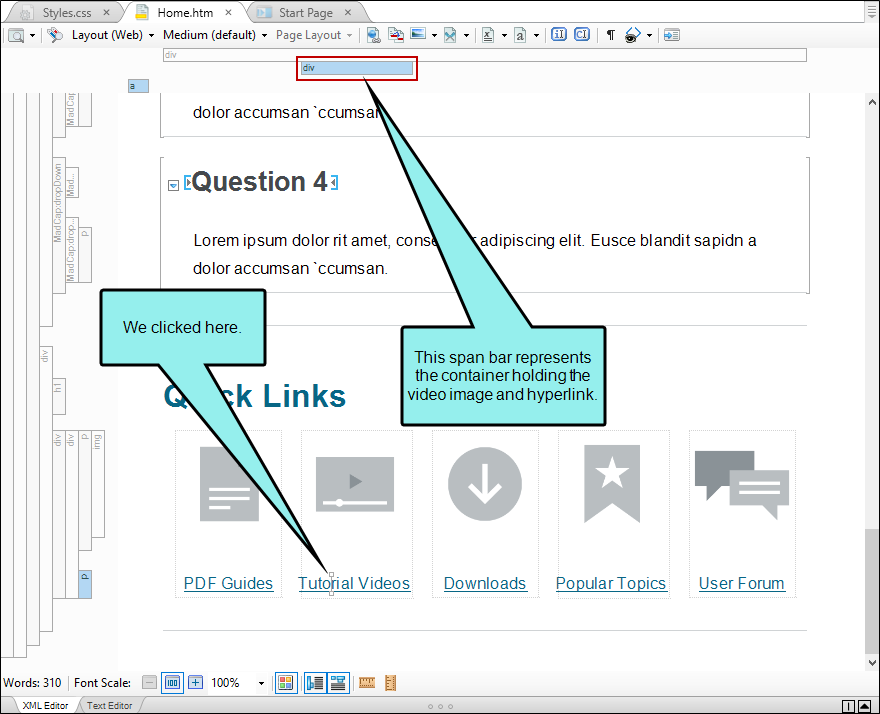 Styles.css
Home.htm
Start Page
Layout (Web)
Medium (default)
Page Layout
¶
div
div
a
dolor accumsan `ccumsan
Question 4
Lorem ipsum dolor rit amet, conse adipiscing elit. Eusce blandit sapidn a
dolor accumsan `ccumsan.
We clicked here.
This span bar represents
the container holding the
video image and hyperlink.
Q ck Links
PDF Guides
Tutorial Videos
Downloads
Popular Topics
User Forum
MadCap
MadCap:dropDown
Mad...
MadCap:drop...
p
div
h1
div
div
p
img
p
Words: 310
Font Scale:
100%
XML Editor
Text Editor